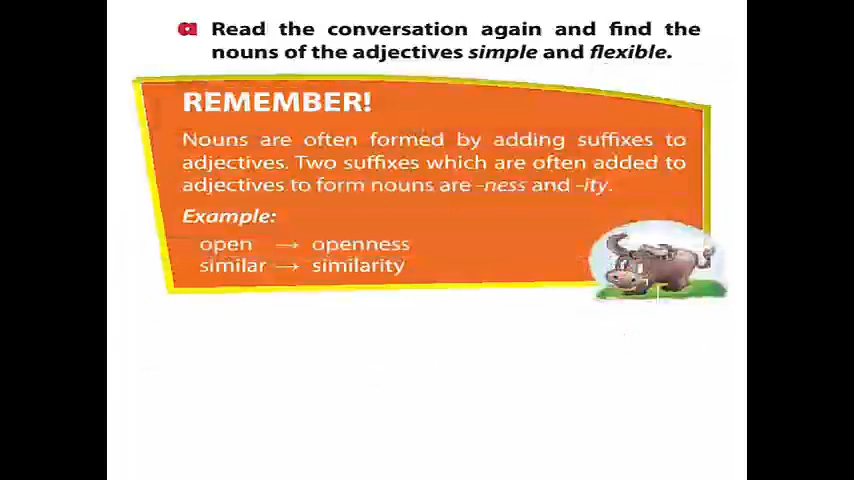 a Read the conversation again and find the
nouns of the adjectives simple and flexible.
REMEMBER!
Nouns are often formed by adding suffixes to
adjectives. Two suffixes which are often added to
adjectives to form nouns are -ness and -ity.
Example:
open → openness
similar → similarity